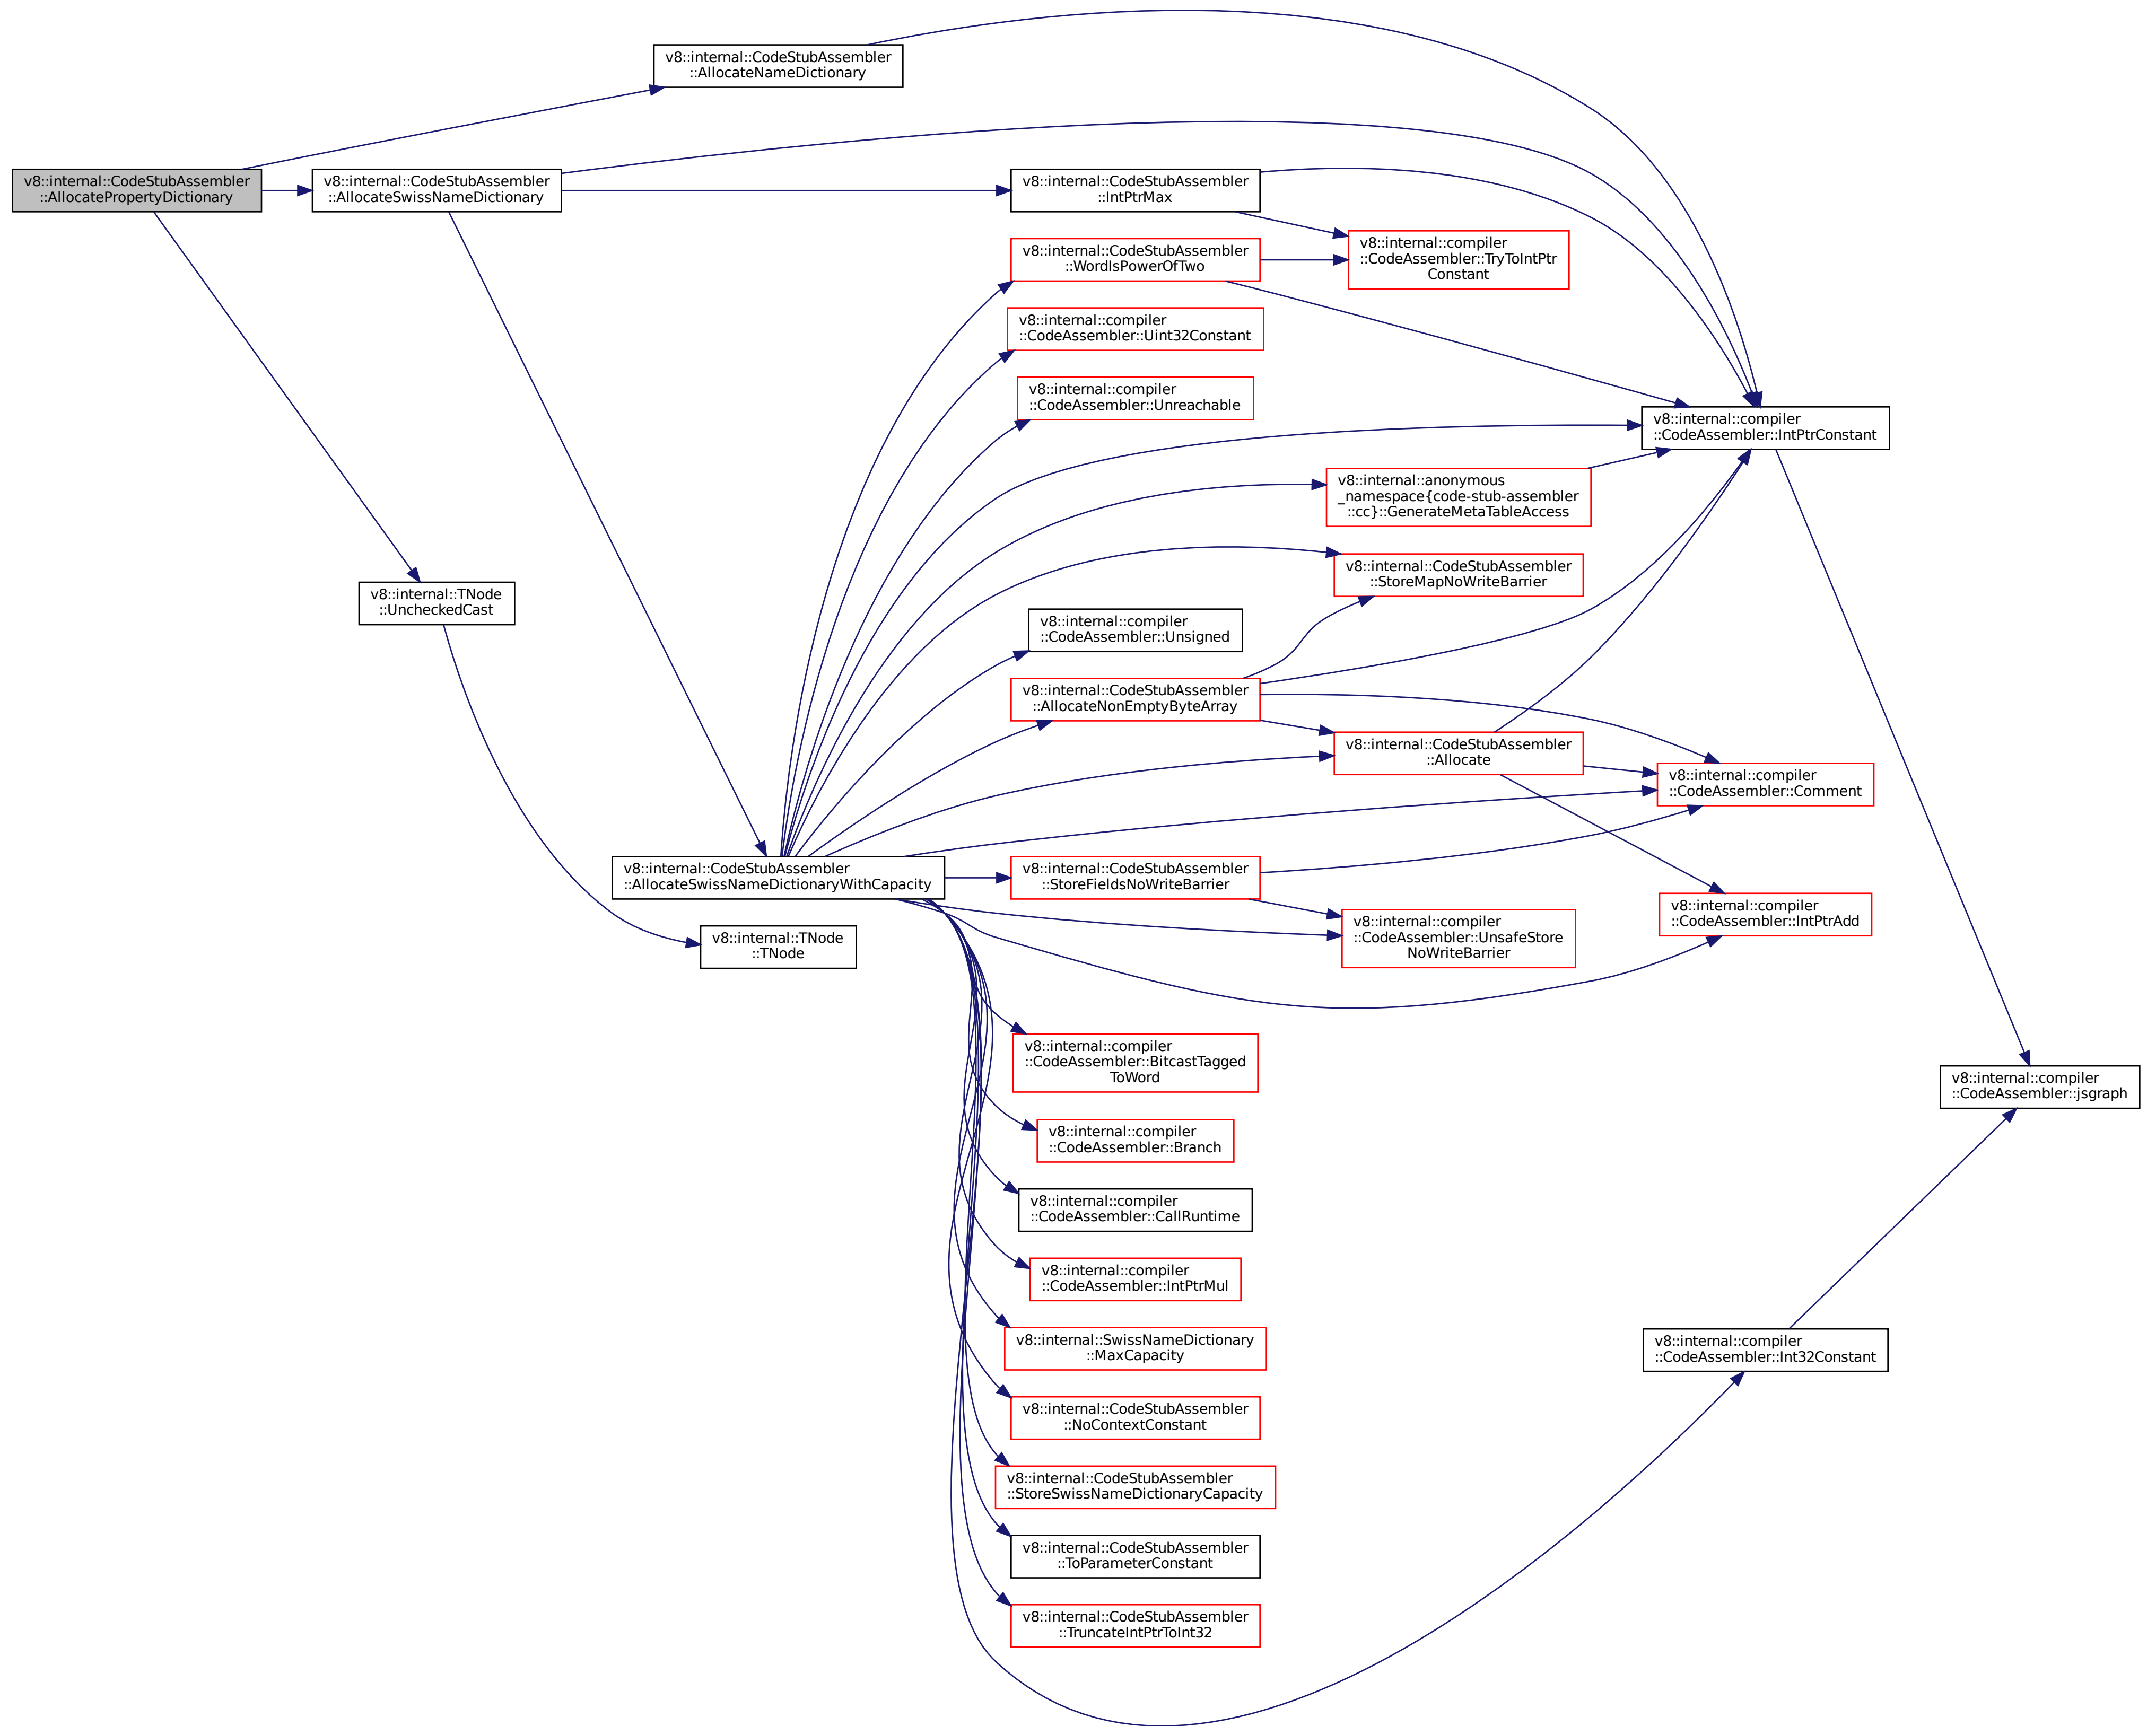 v8::internal::CodeStubAssembler
::AllocateNameDictionary
v8::internal::CodeStubAssembler
::AllocatePropertyDictionary
v8::internal::CodeStubAssembler
::AllocateSwissNameDictionary
v8::internal::CodeStubAssembler
::IntPtrMax
v8::internal::CodeStubAssembler
::WordIsPowerOfTwo
v8::internal::compiler
::CodeAssembler::TryToIntPtr
Constant
v8::internal::compiler
::CodeAssembler::Uint32Constant
v8::internal::compiler
::CodeAssembler::Unreachable
v8::internal::compiler
::CodeAssembler::IntPtrConstant
v8::internal::anonymous
_namespace{code-stub-assembler
::cc}::GenerateMetaTableAccess
v8::internal::CodeStubAssembler
::StoreMapNoWriteBarrier
v8::internal::TNode
::UncheckedCast
v8::internal::compiler
::CodeAssembler::Unsigned
v8::internal::CodeStubAssembler
::AllocateNonEmptyByteArray
v8::internal::CodeStubAssembler
::Allocate
v8::internal::compiler
::CodeAssembler::Comment
v8::internal::CodeStubAssembler
::AllocateSwissNameDictionaryWithCapacity
v8::internal::CodeStubAssembler
::StoreFieldsNoWriteBarrier
v8::internal::compiler
::CodeAssembler::IntPtrAdd
v8::internal::compiler
::CodeAssembler::UnsafeStore
NoWriteBarrier
v8::internal::TNode
::TNode
v8::internal::compiler
::CodeAssembler::BitcastTagged
ToWord
v8::internal::compiler
::CodeAssembler::jsgraph
v8::internal::compiler
::CodeAssembler::Branch
v8::internal::compiler
::CodeAssembler::CallRuntime
v8::internal::compiler
::CodeAssembler::IntPtrMul
v8::internal::SwissNameDictionary
::MaxCapacity
v8::internal::compiler
::CodeAssembler::Int32Constant
v8::internal::CodeStubAssembler
::NoContextConstant
v8::internal::CodeStubAssembler
::StoreSwissNameDictionaryCapacity
v8::internal::CodeStubAssembler
::ToParameterConstant
v8::internal::CodeStubAssembler
::TruncateIntPtrToInt32